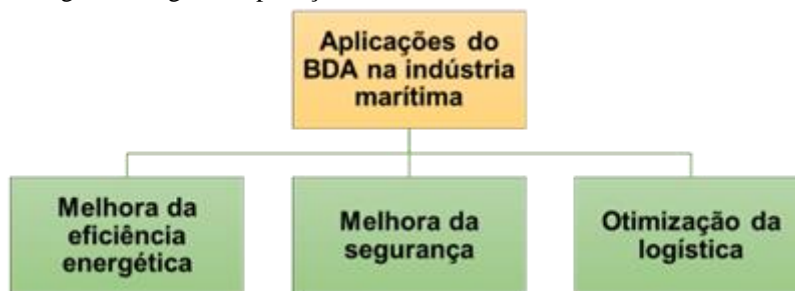 Aplicações do
BDA na indústria
marítima
Melhora da
eficiência
energética
Melhora da
segurança
Otimização da
logística